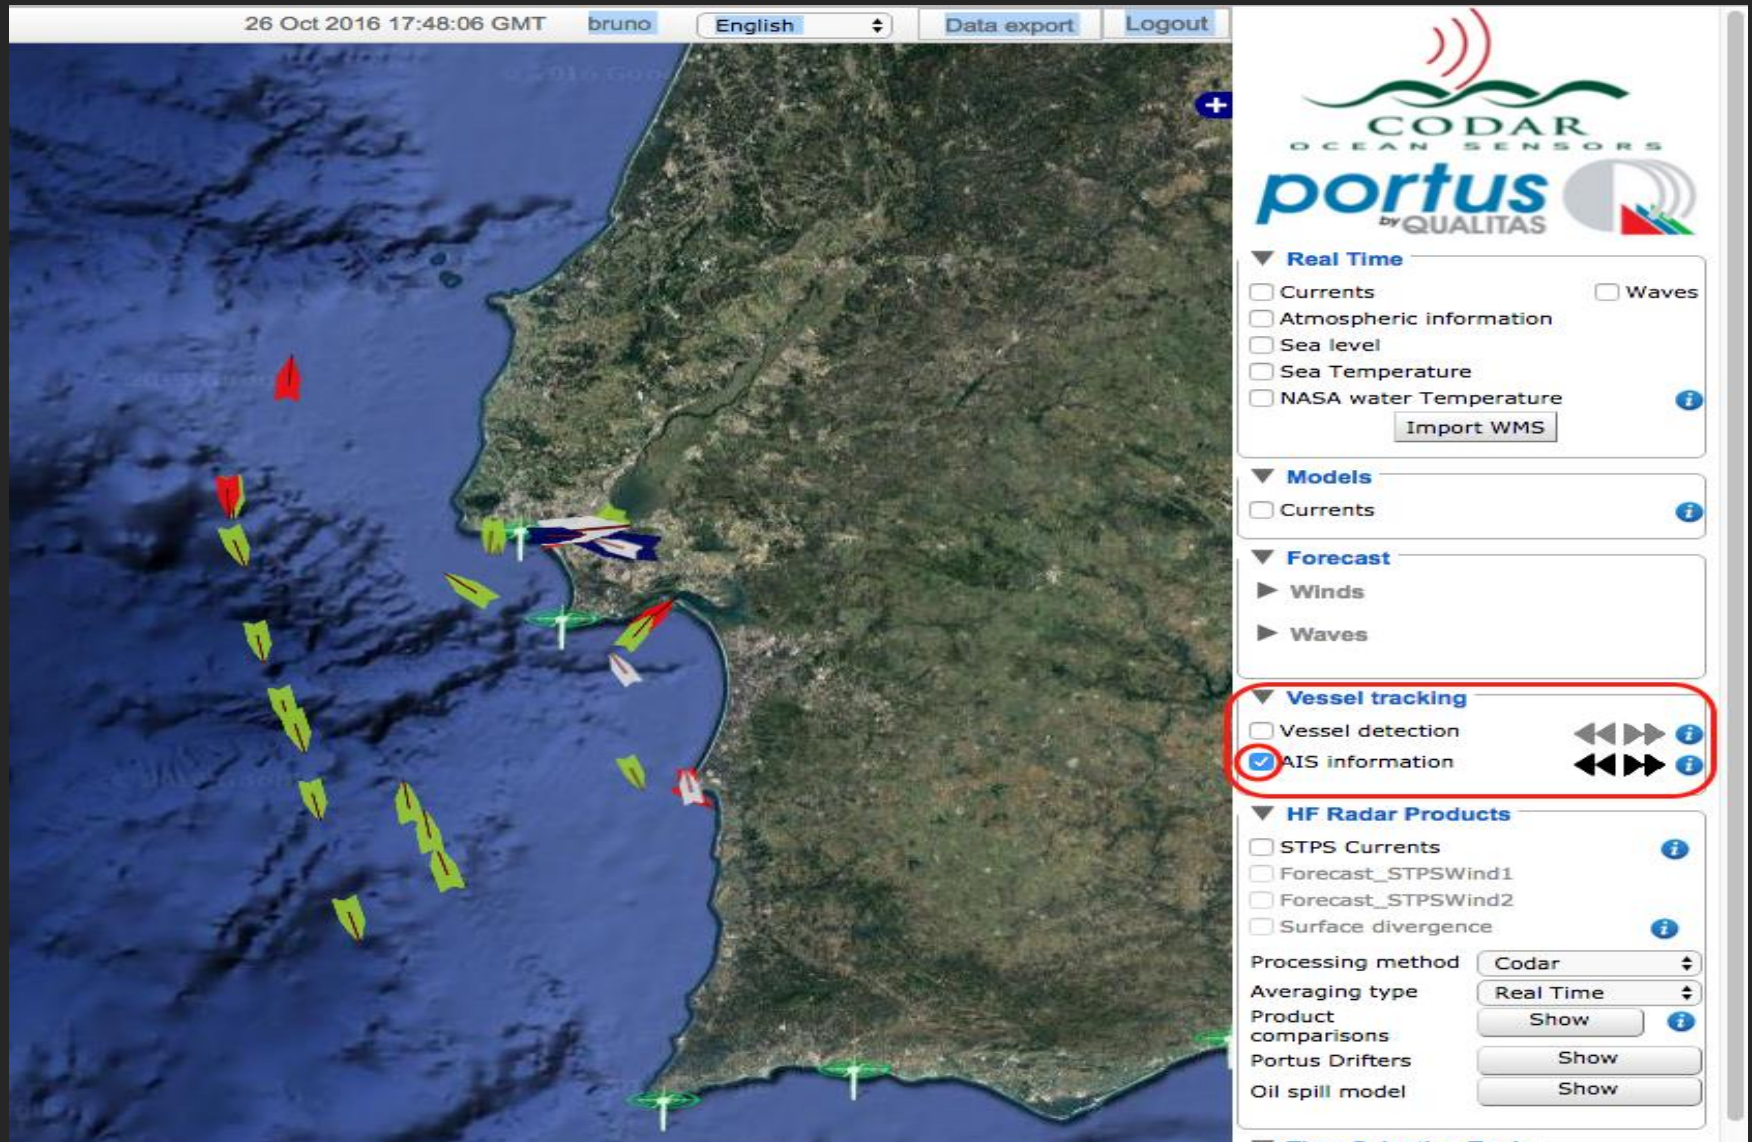 26 Oct 2016 17:48:06 GMT bruno English Data export Logout
CODAR
OCEAN SENSORS
portus
by QUALITAS
Real Time
Currents Waves
Atmospheric information
Sea level
Sea Temperature
NASA water Temperature
Import WMS
Models
Currents
Forecast
Winds
Waves
Vessel tracking
Vessel detection
AIS information
HF Radar Products
STPS Currents
Forecast_STPSWind1
Forecast_STPSWind2
Surface divergence
Processing method Codar
Averaging type Real Time
Product
comparisons Show
Portus Drifters Show
Oil spill model Show